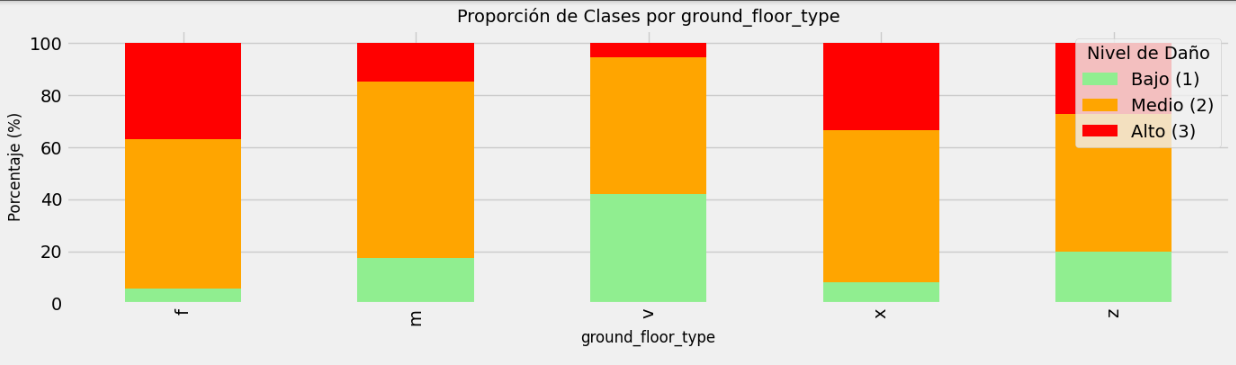 Proporción de Clases por ground_floor_type
Nivel de Daño
Bajo (1)
Medio (2)
Alto (3)
Porcentaje (%)
100
80
60
40
20
0
f
m
v
x
z
ground_floor_type